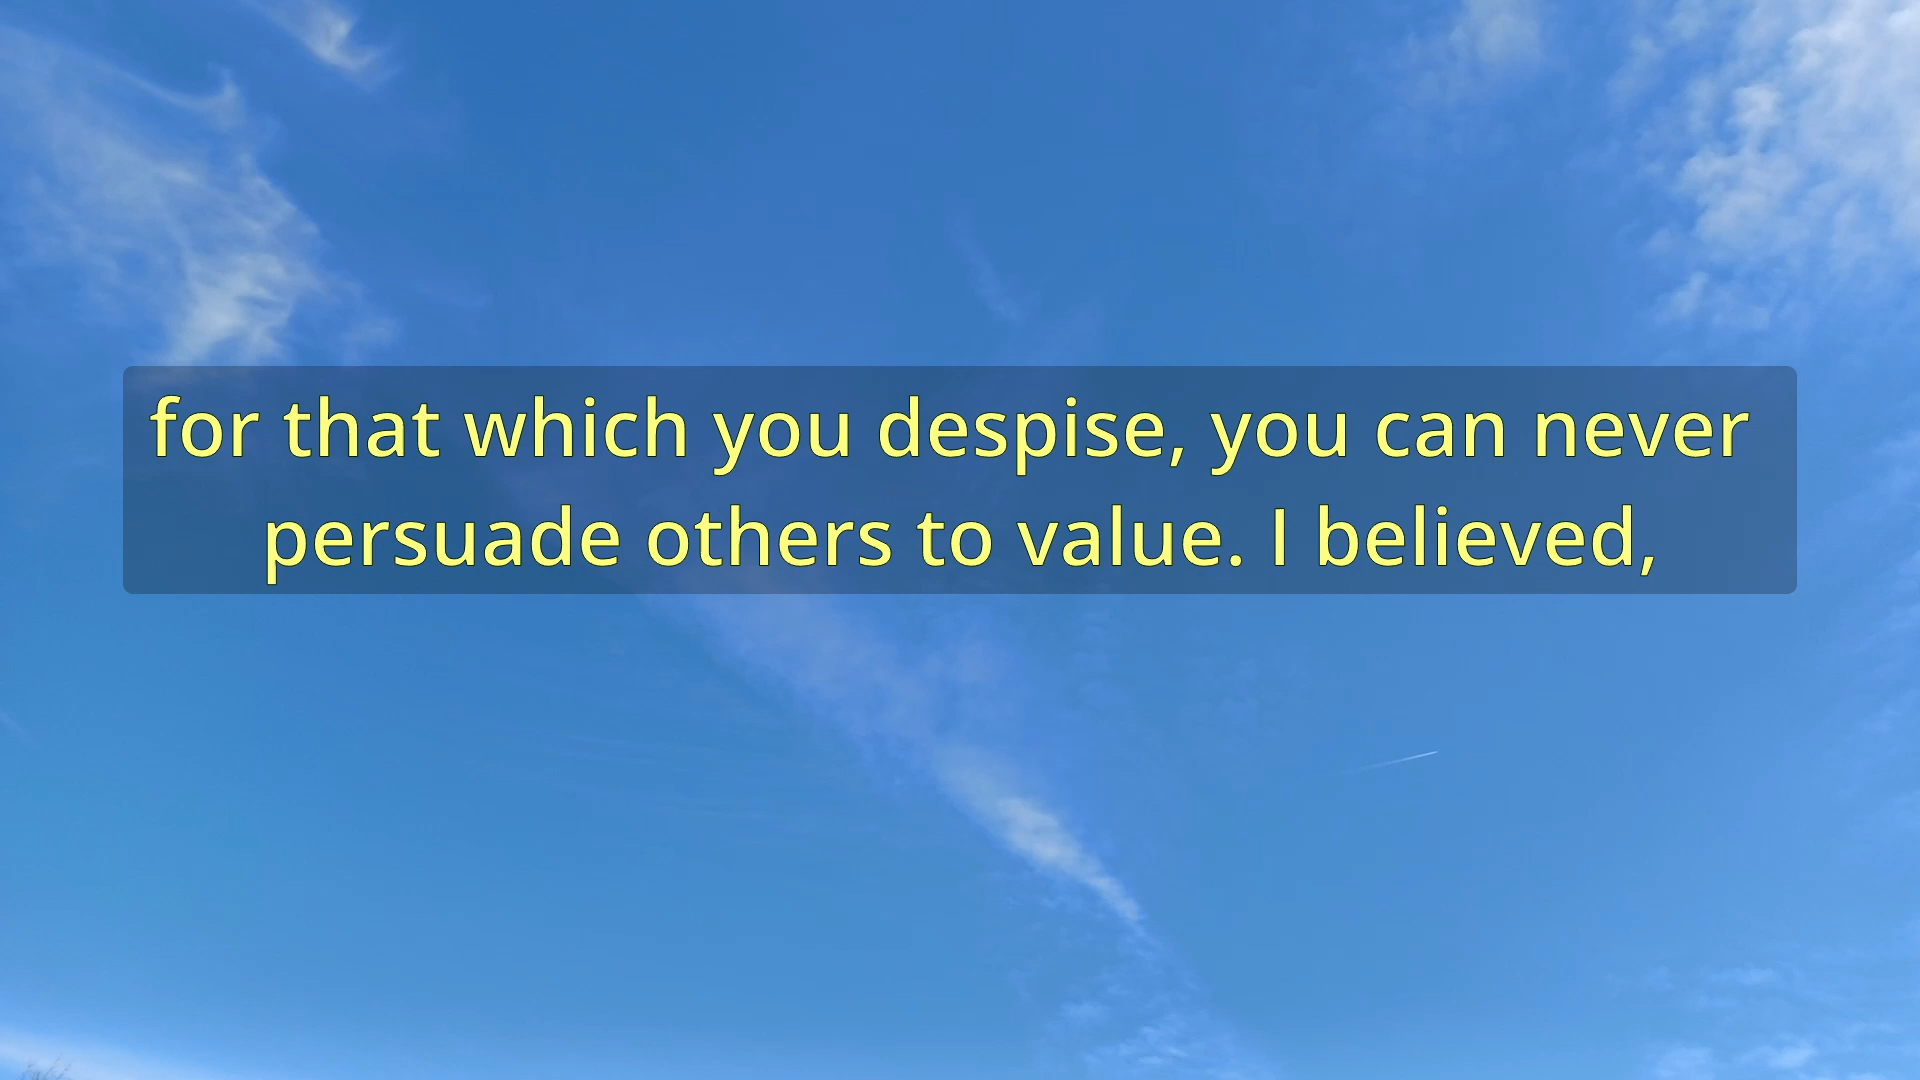 for that which you despise, you can never
persuade others to value. I believed,